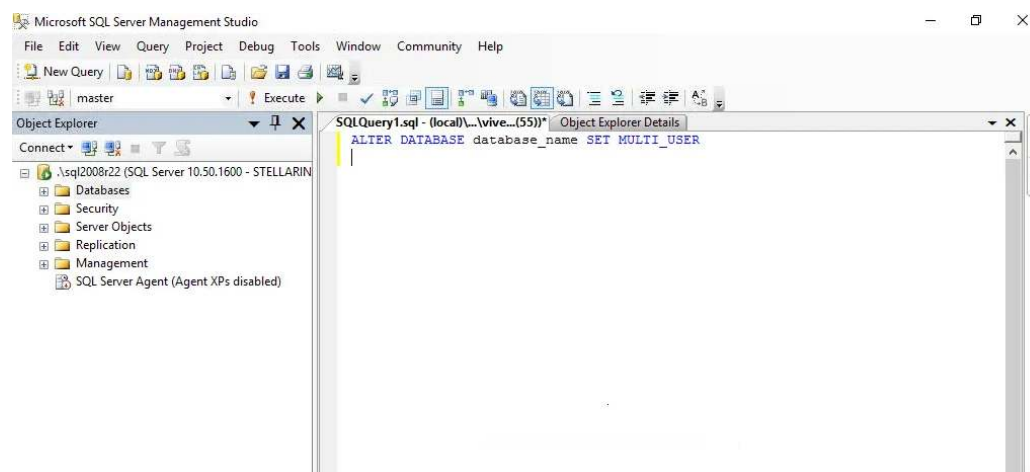 Microsoft SQL Server Management Studio
File Edit View Query Project Debug Tools Window Community Help
New Query
master Execute
Object Explorer
SQLQuery1.sql - (local)\...\vive...(55))* Object Explorer Details
Connect
ALTER DATABASE database_name SET MULTI_USER
.\sql2008r22 (SQL Server 10.50.1600 - STELLARIN
Databases
Security
Server Objects
Replication
Management
SQL Server Agent (Agent XPs disabled)